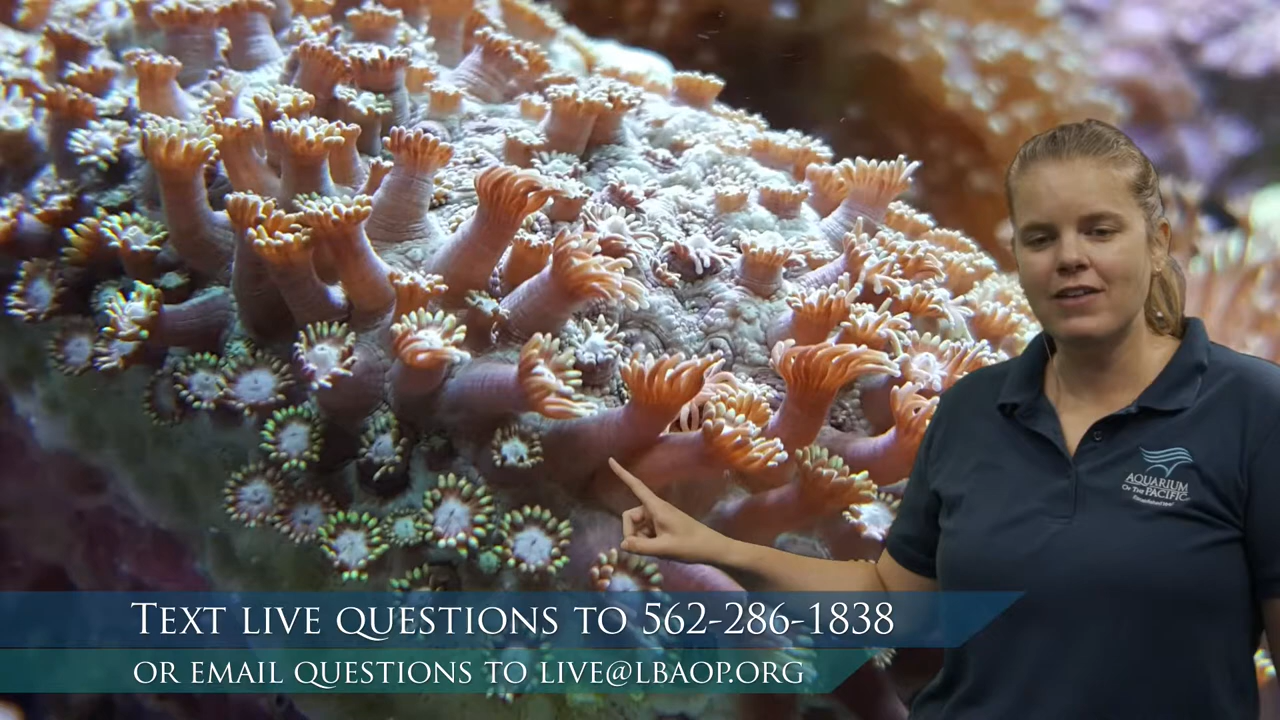 AQUARIUM
OF THE PACIFIC
TEXT LIVE QUESTIONS TO 562-286-1838
OR EMAIL QUESTIONS TO LIVE@LBAOP.ORG